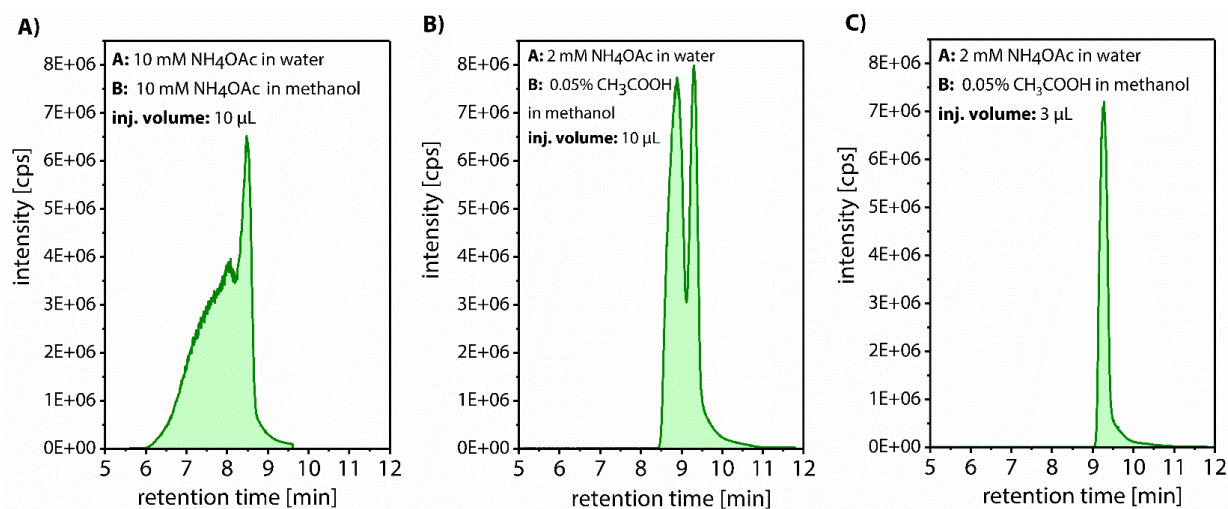 A)
A: 10 mM NH4OAc in water
B: 10 mM NH4OAc in methanol
inj. volume: 10 µL
8E+06
7E+06
6E+06
5E+06
4E+06
3E+06
2E+06
1E+06
0E+00
intensity [cps]
5 6 7 8 9 10 11 12
retention time [min]
B)
A: 2 mM NH4OAc in water
B: 0.05% CH3COOH
in methanol
inj. volume: 10 µL
8E+06
7E+06
6E+06
5E+06
4E+06
3E+06
2E+06
1E+06
0E+00
intensity [cps]
5 6 7 8 9 10 11 12
retention time [min]
C)
A: 2 mM NH4OAc in water
B: 0.05% CH₃COOH in methanol
inj. volume: 3 µL
8E+06
7E+06
6E+06
5E+06
4E+06
3E+06
2E+06
1E+06
0E+00
intensity [cps]
5 6 7 8 9 10 11 12
retention time [min]